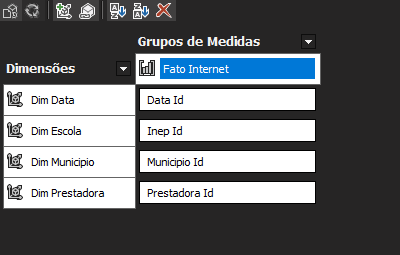 Grupos de Medidas
Dimensões
Fato Internet
Dim Data
Data Id
Dim Escola
Inep Id
Dim Municipio
Municipio Id
Dim Prestadora
Prestadora Id